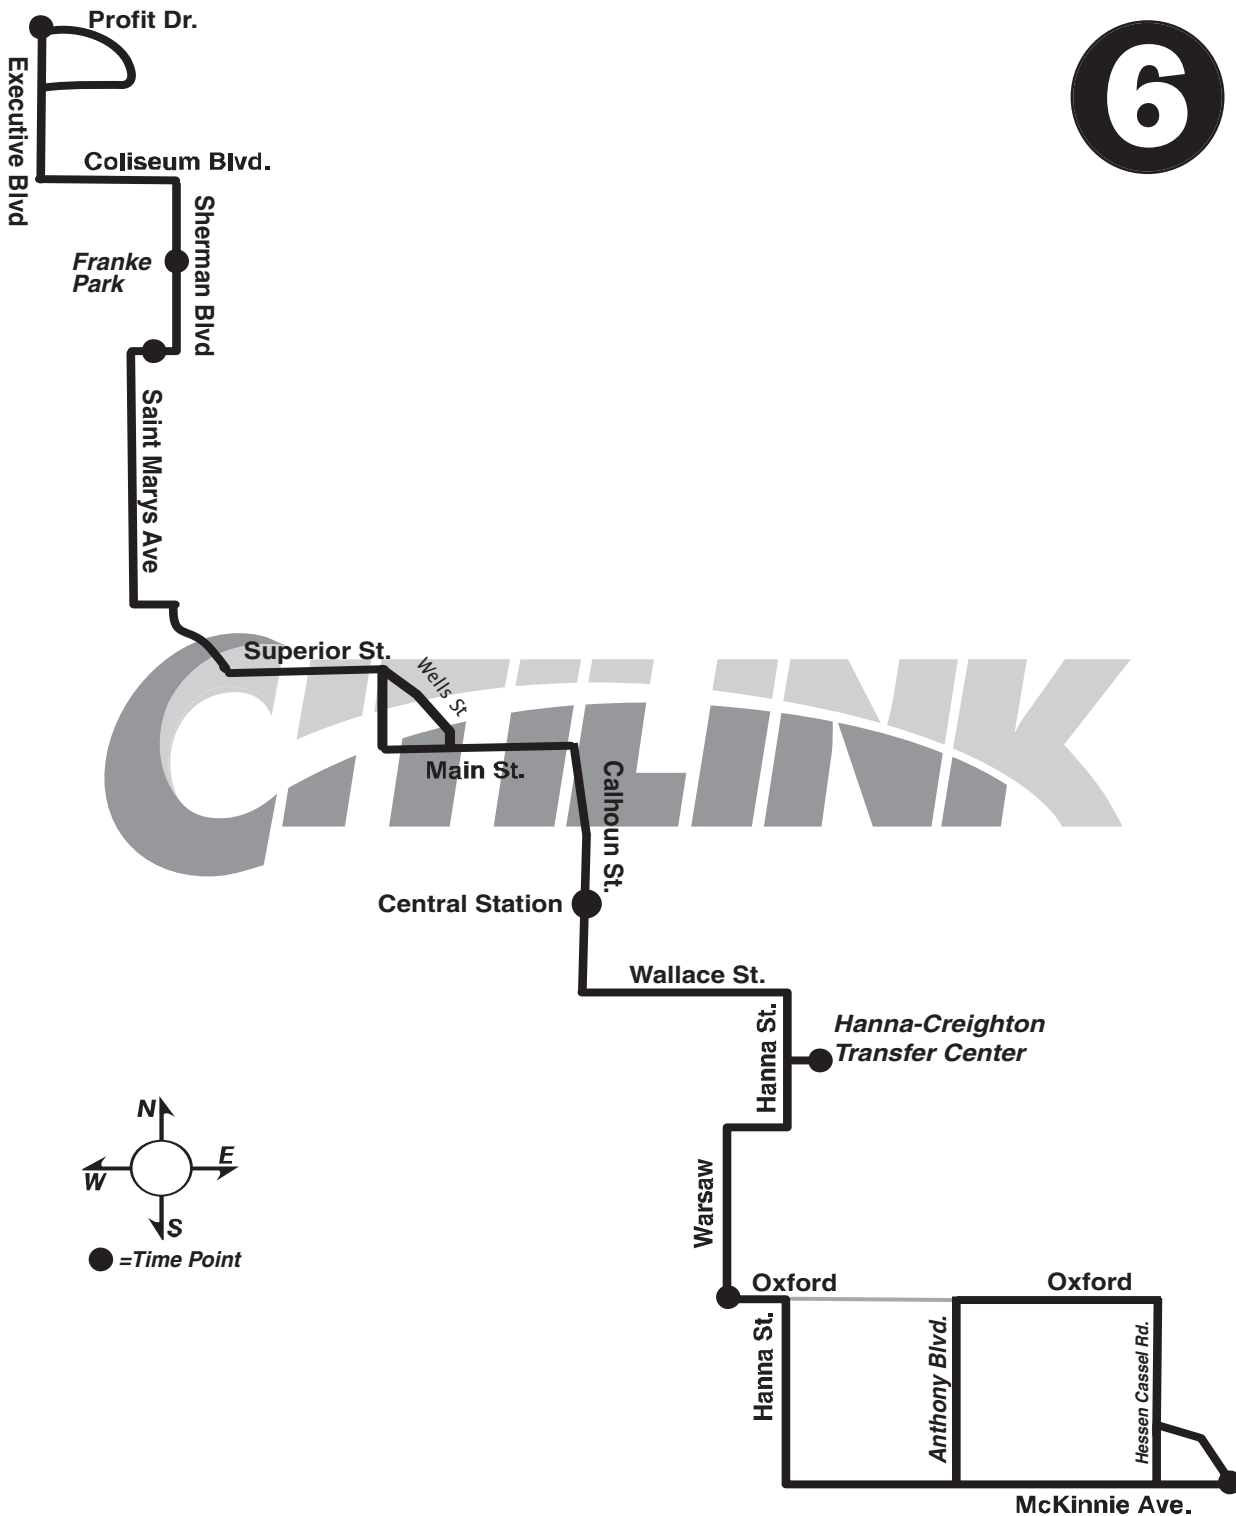 Profit Dr.
6
Executive Blvd
Coliseum Blvd.
Sherman Blvd
Franke
Park
Saint Marys Ave
Superior St.
Wells St
CITILINK
Main St.
Calhoun St.
Central Station
Wallace St.
Hanna St.
Hanna-Creighton
Transfer Center
N
W
E
S
=Time Point
Warsaw
Oxford
Oxford
Hanna St.
Anthony Blvd.
Hessen Cassel Rd.
McKinnie Ave.